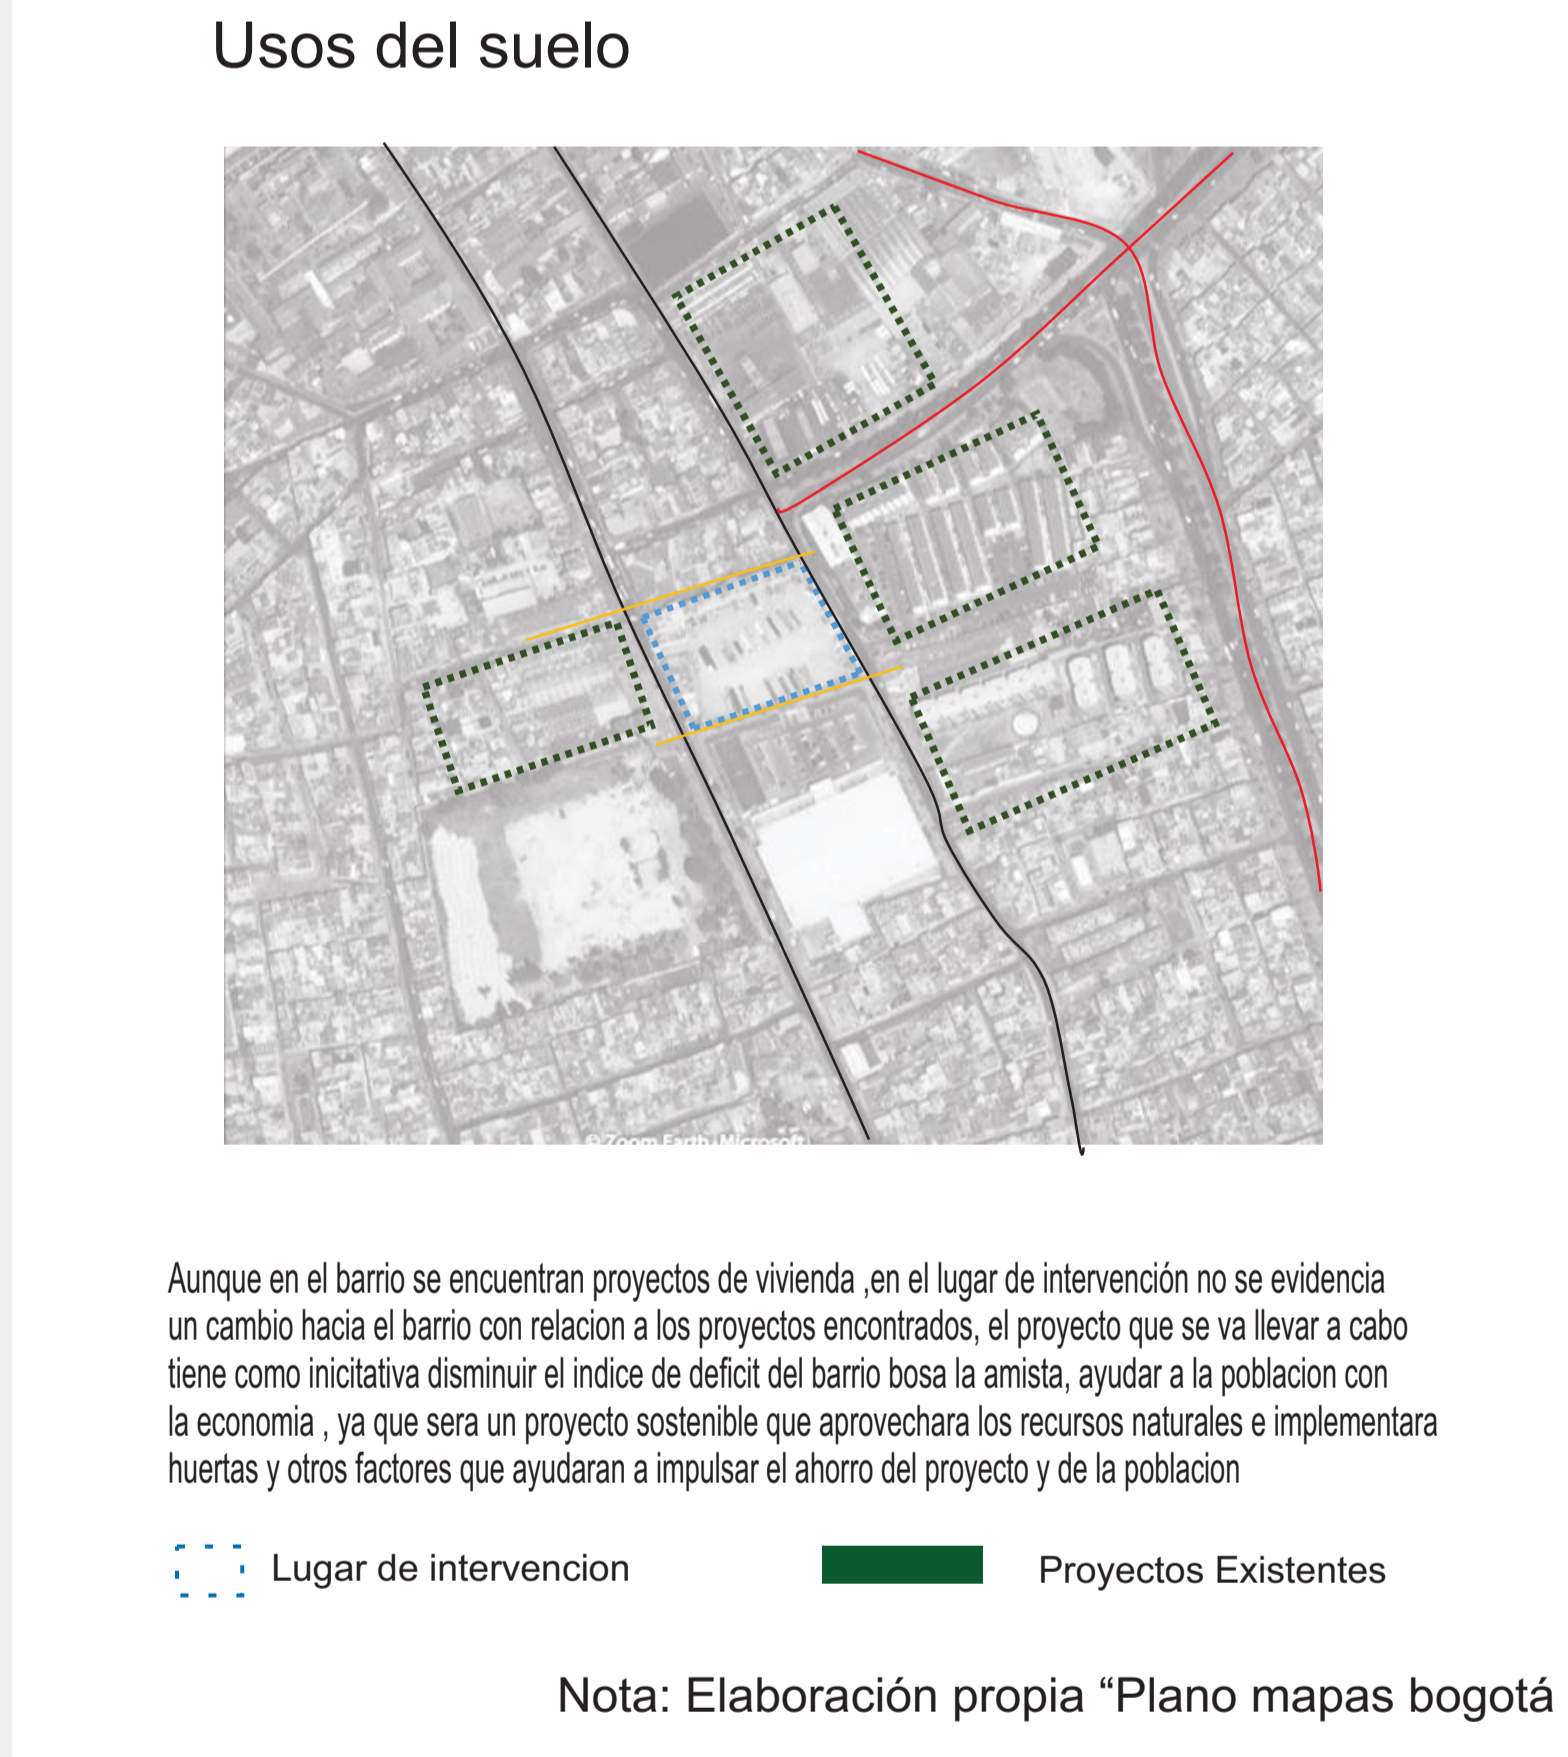 Usos del suelo
© Zoom Earth, Microsoft
Aunque en el barrio se encuentran proyectos de vivienda ,en el lugar de intervención no se evidencia
un cambio hacia el barrio con relacion a los proyectos encontrados, el proyecto que se va llevar a cabo
tiene como inicitativa disminuir el indice de deficit del barrio bosa la amista, ayudar a la poblacion con
la economia , ya que sera un proyecto sostenible que aprovechara los recursos naturales e implementara
huertas y otros factores que ayudaran a impulsar el ahorro del proyecto y de la poblacion
Lugar de intervencion
Proyectos Existentes
Nota: Elaboración propia “Plano mapas bogotá